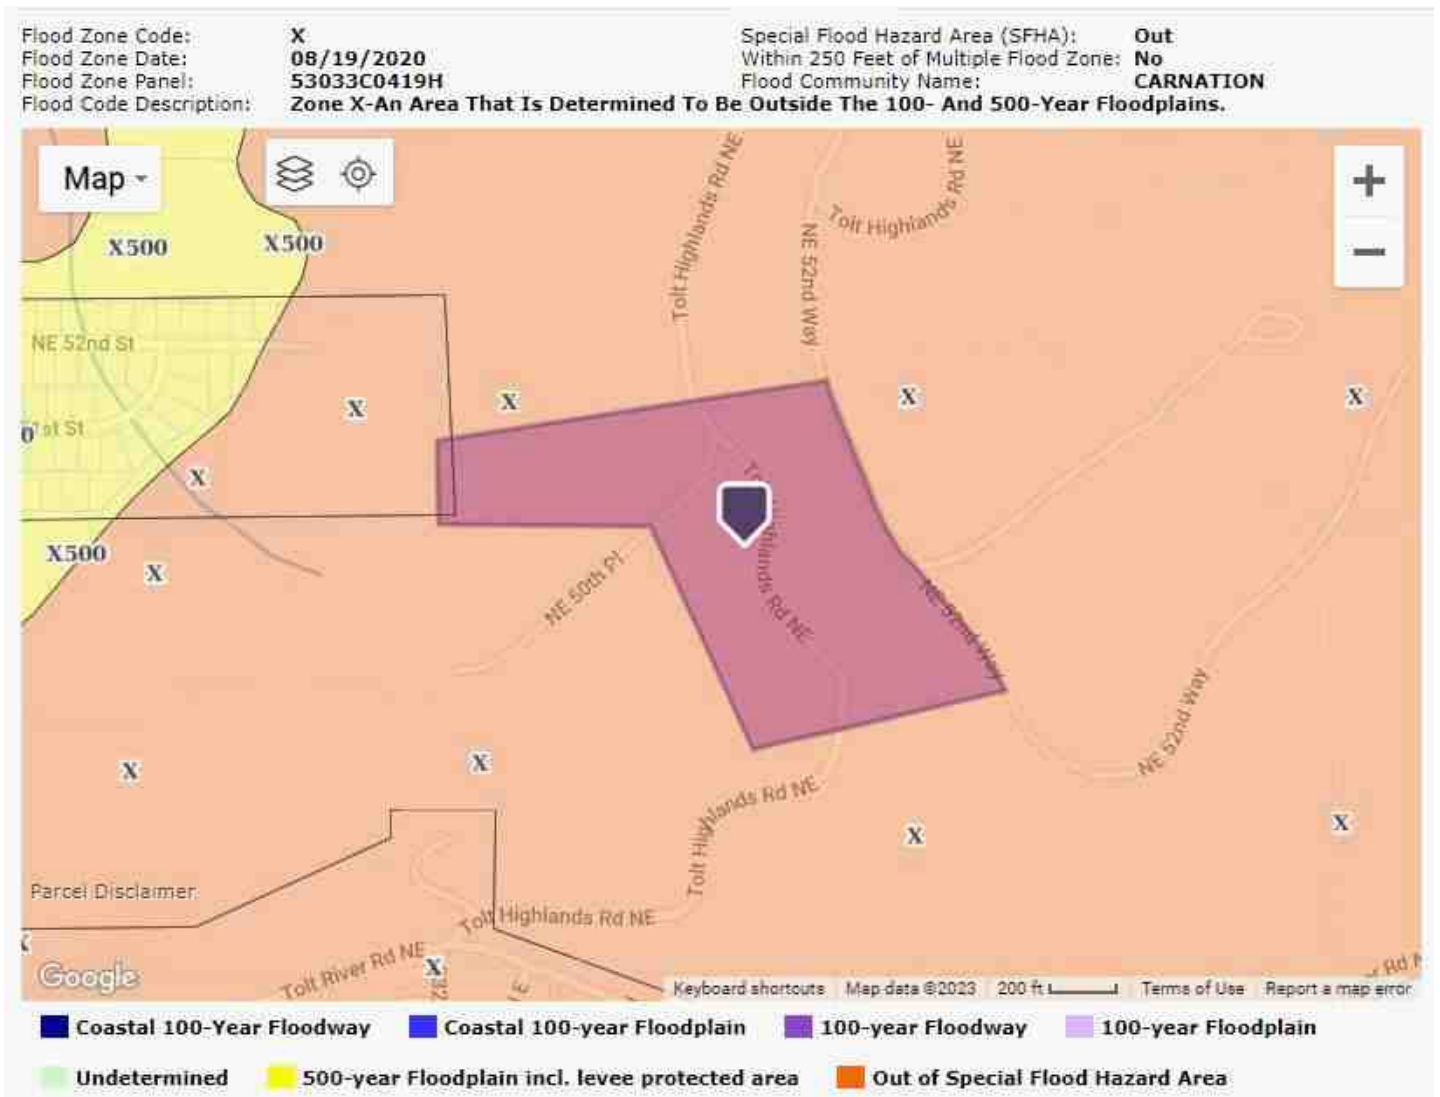 Flood Zone Code: X Special Flood Hazard Area (SFHA): Out
Flood Zone Date: 08/19/2020 Within 250 Feet of Multiple Flood Zone: No
Flood Zone Panel: 53033C0419H Flood Community Name: CARNATION
Flood Code Description: Zone X-An Area That Is Determined To Be Outside The 100- And 500-Year Floodplains.
Map
+
−
Tolt Highlands Rd NE
NE 52nd Way
Tolt Highlands Rd NE
X500
X500
NE 52nd St
X
X
X
X
1st St
X
X500
X
Highlands Rd NE
NE 50th Pl
NE 52nd Way
NE 52nd Way
X
X
Tolt Highlands Rd NE
X
X
Parcel Disclaimer
Tolt Highlands Rd NE
Tolt River Rd NE
X
Google
Keyboard shortcuts Map data ©2023 200 ft Terms of Use Report a map error
Coastal 100-Year Floodway Coastal 100-year Floodplain 100-year Floodway 100-year Floodplain
Undetermined 500-year Floodplain incl. levee protected area Out of Special Flood Hazard Area